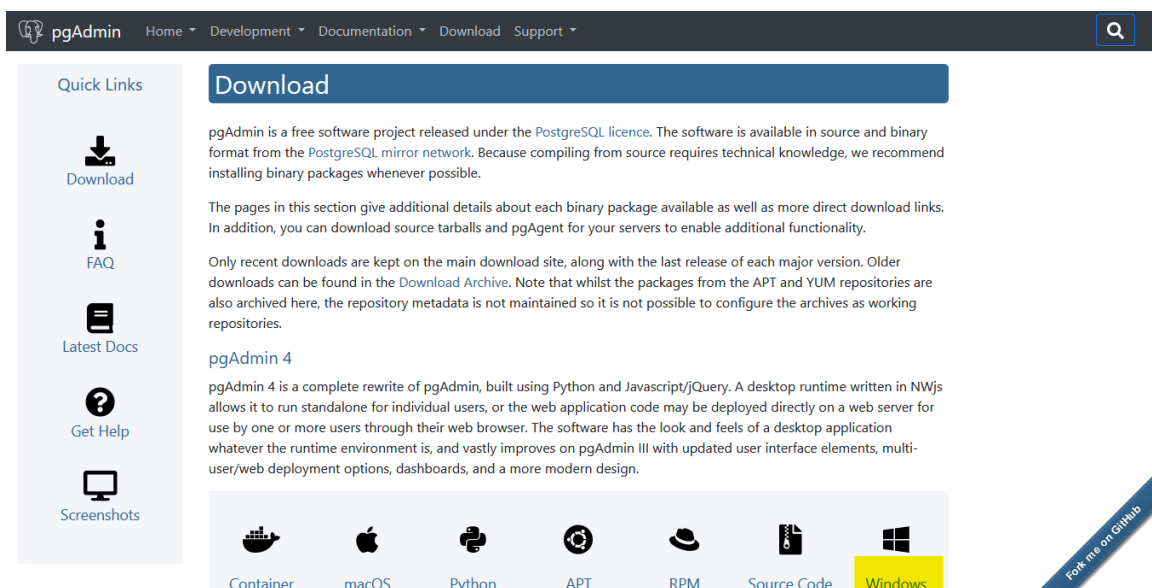 pgAdmin Home Development Documentation Download Support
Quick Links
Download
FAQ
Latest Docs
Get Help
Screenshots
Download
pgAdmin is a free software project released under the PostgreSQL licence. The software is available in source and binary
format from the PostgreSQL mirror network. Because compiling from source requires technical knowledge, we recommend
installing binary packages whenever possible.
The pages in this section give additional details about each binary package available as well as more direct download links.
In addition, you can download source tarballs and pgAgent for your servers to enable additional functionality.
Only recent downloads are kept on the main download site, along with the last release of each major version. Older
downloads can be found in the Download Archive. Note that whilst the packages from the APT and YUM repositories are
also archived here, the repository metadata is not maintained so it is not possible to configure the archives as working
repositories.
pgAdmin 4
pgAdmin 4 is a complete rewrite of pgAdmin, built using Python and Javascript/jQuery. A desktop runtime written in NWjs
allows it to run standalone for individual users, or the web application code may be deployed directly on a web server for
use by one or more users through their web browser. The software has the look and feels of a desktop application
whatever the runtime environment is, and vastly improves on pgAdmin III with updated user interface elements, multi-
user/web deployment options, dashboards, and a more modern design.
Container macOS Python APT RPM Source Code Windows
Fork me on GitHub